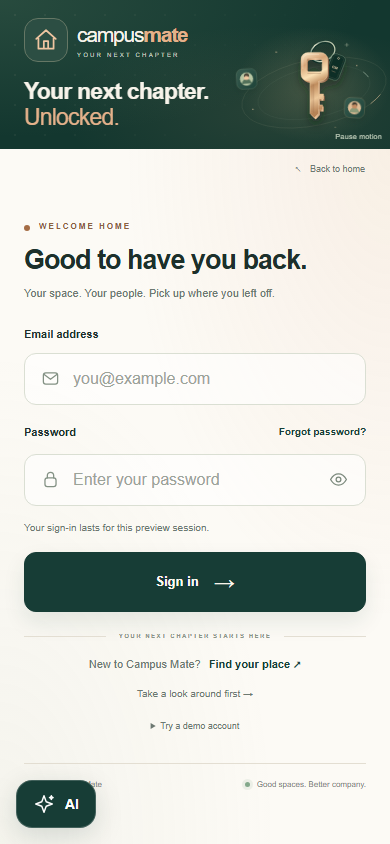 campusmate
YOUR NEXT CHAPTER
Your next chapter.
Unlocked.
Pause motion
↖ Back to home
WELCOME HOME
Good to have you back.
Your space. Your people. Pick up where you left off.
Email address
you@example.com
Password
Forgot password?
Enter your password
Your sign-in lasts for this preview session.
Sign in →
YOUR NEXT CHAPTER STARTS HERE
New to Campus Mate? Find your place ↗
Take a look around first →
▶ Try a demo account
Good spaces. Better company.
AI